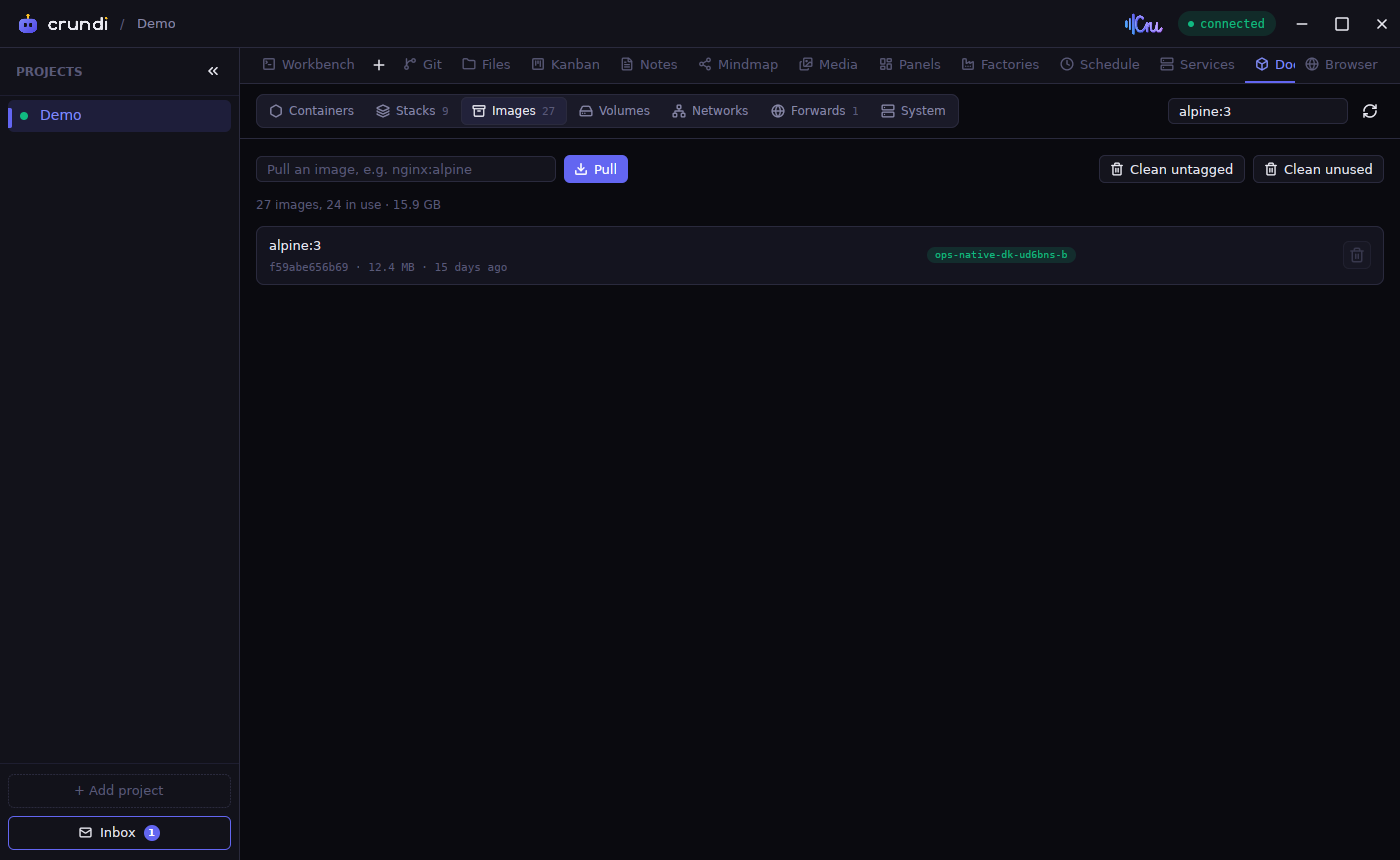 crundi / Demo
Cru
connected
PROJECTS
Workbench
Git
Files
Kanban
Notes
Mindmap
Media
Panels
Factories
Schedule
Services
Doc
Browser
Demo
Containers
Stacks 9
Images 27
Volumes
Networks
Forwards 1
System
alpine:3
Pull an image, e.g. nginx:alpine
Pull
Clean untagged
Clean unused
27 images, 24 in use · 15.9 GB
alpine:3
ops-native-dk-ud6bns-b
f59abe656b69 · 12.4 MB · 15 days ago
+ Add project
Inbox 1